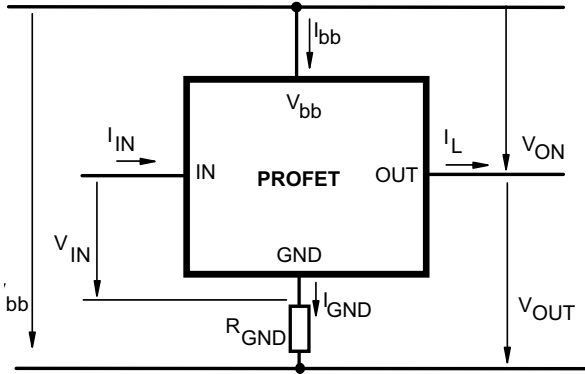 Ibb
Vbb
IIN
IL
VON
IN
PROFET
OUT
VIN
GND
bb
IGND
VOUT
RGND